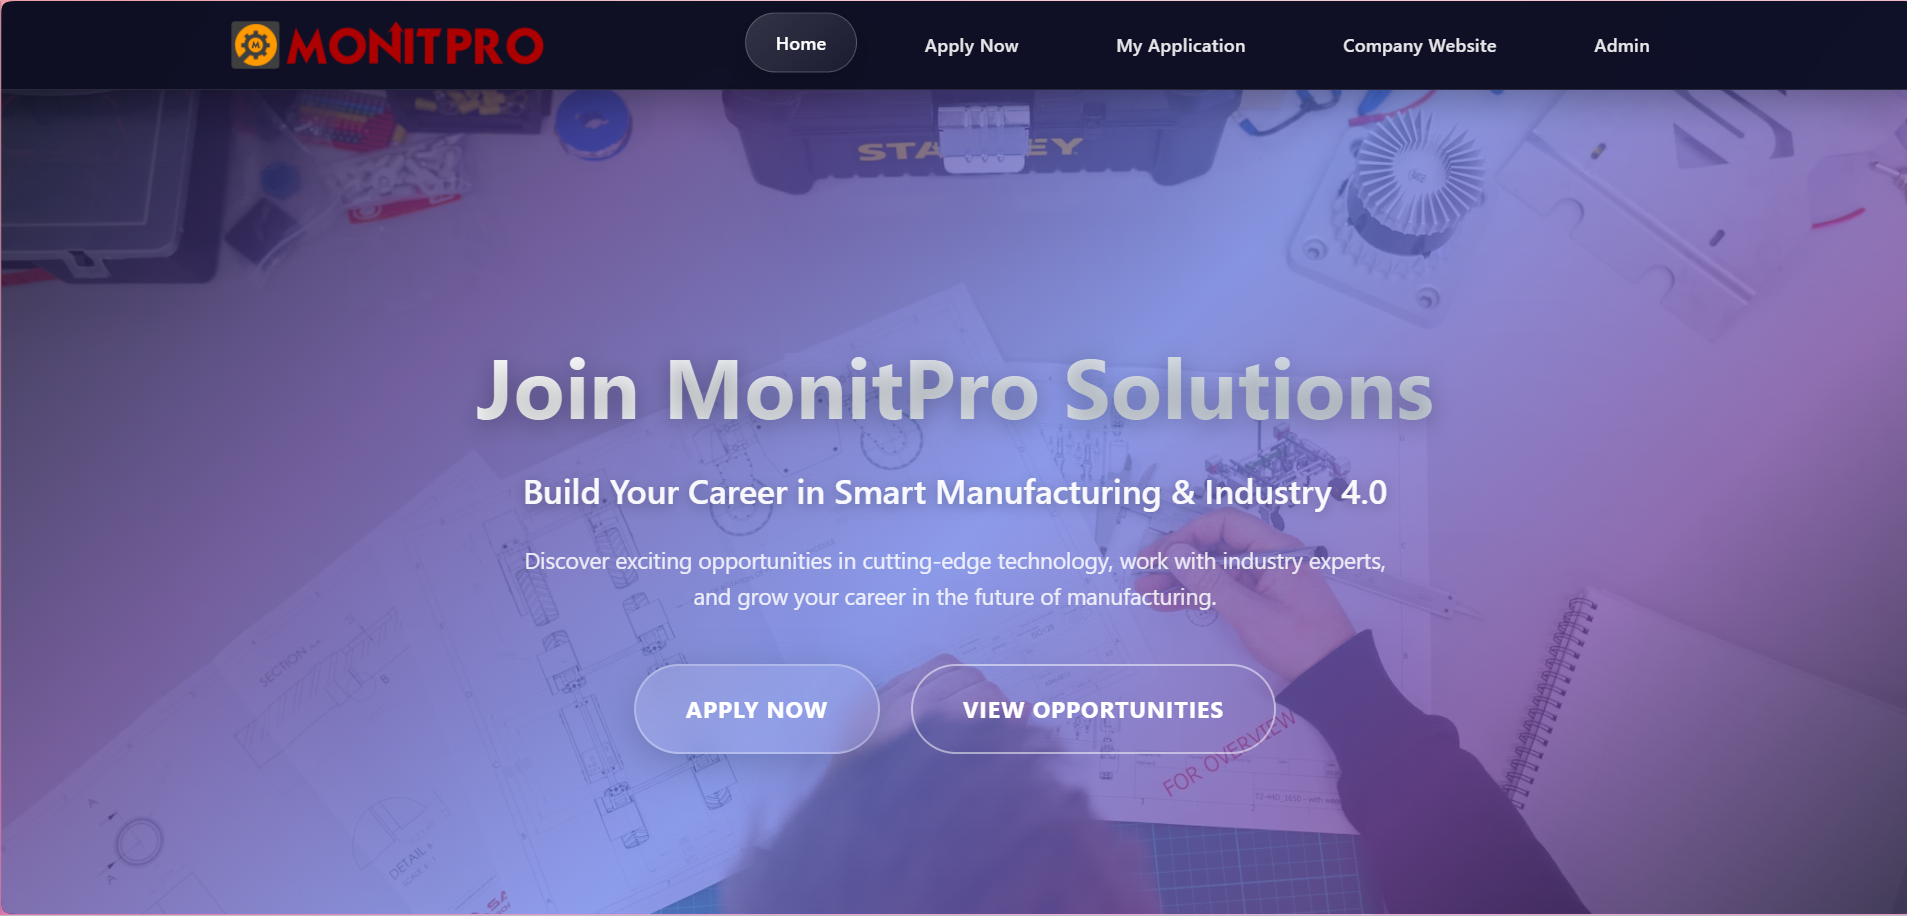 M MONITPRO
Home
Apply Now
My Application
Company Website
Admin
STA EY
Join MonitPro Solutions
Build Your Career in Smart Manufacturing & Industry 4.0
Discover exciting opportunities in cutting-edge technology, work with industry experts,
and grow your career in the future of manufacturing.
SECTION A-A
B
APPLY NOW
VIEW OPPORTUNITIES
FOR OVERVIEW
A
DETAIL B
A